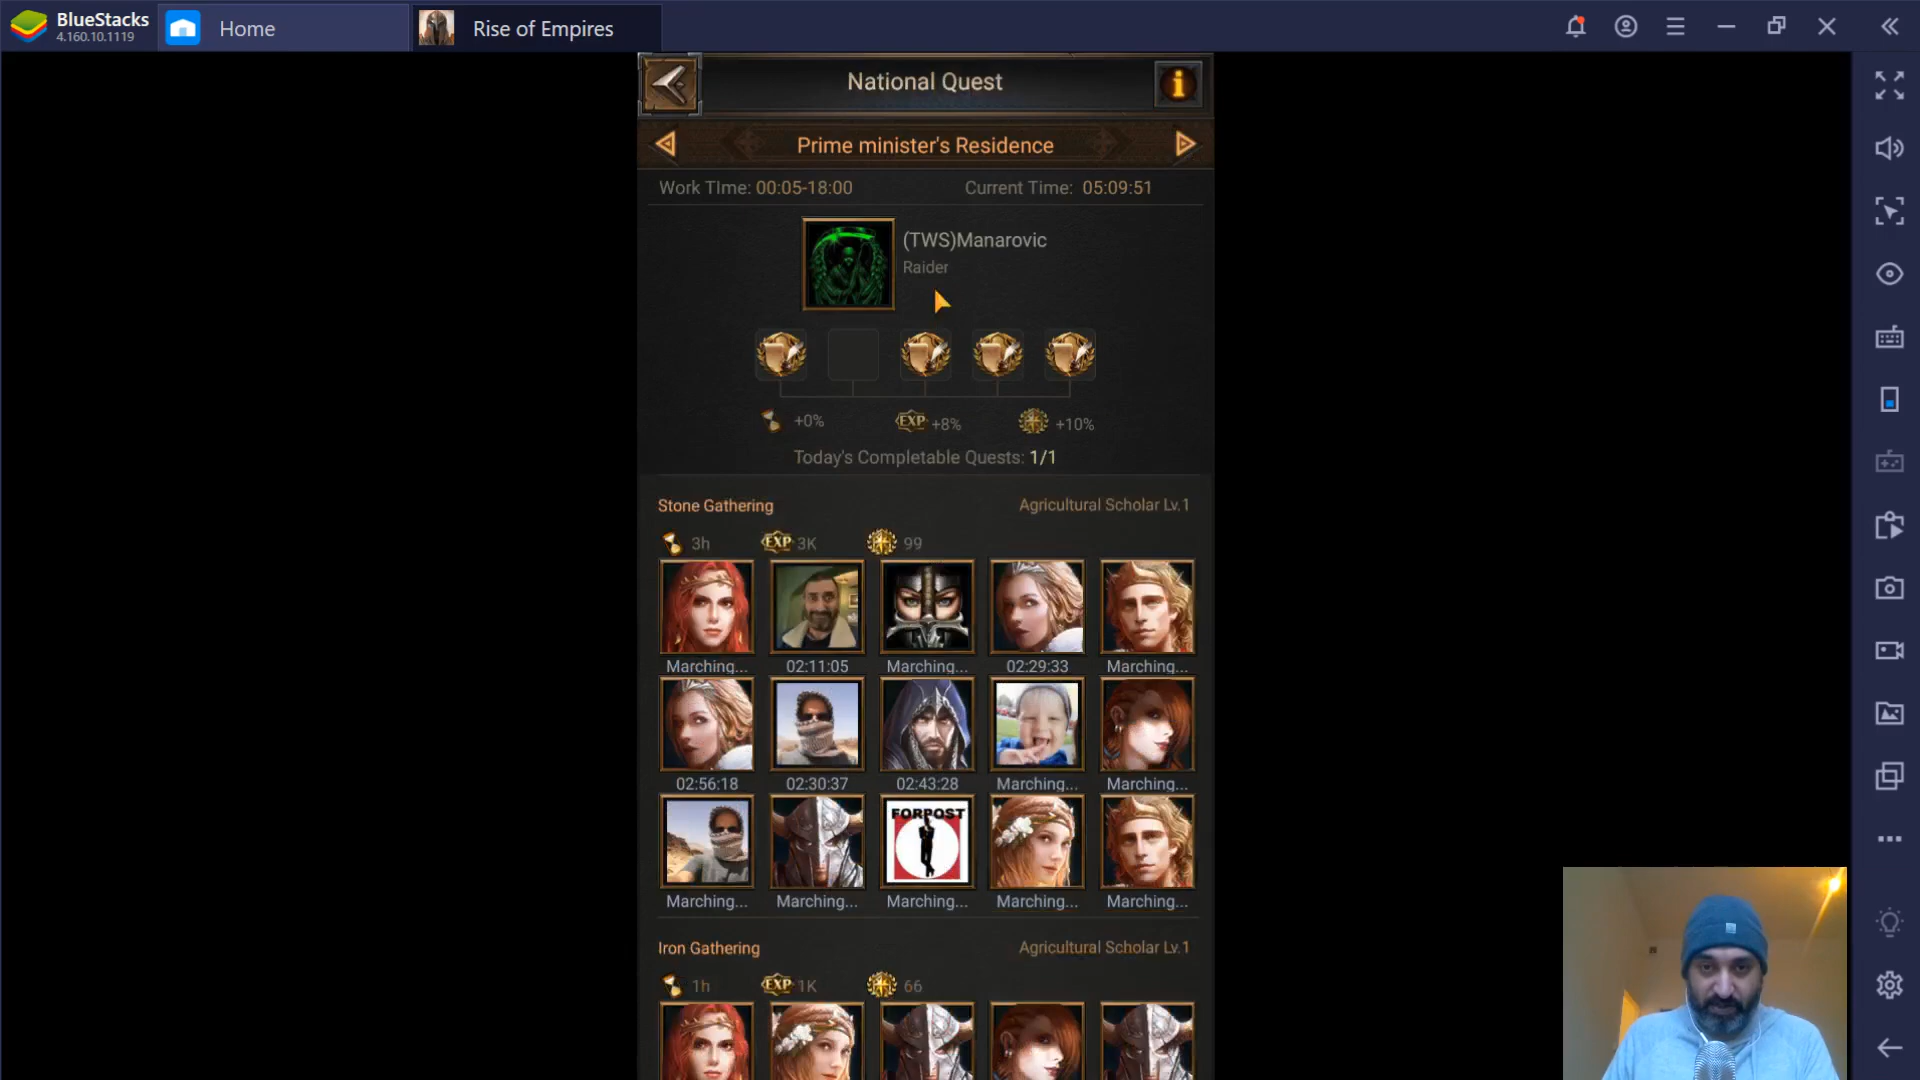 BlueStacks
4.160.10.1119
Home
Rise of Empires
National Quest
Prime minister's Residence
Work TIme: 00:05-18:00
Current Time: 05:09:51
(TWS)Manarovic
Raider
+0%
EXP +8%
+10%
Today's Completable Quests: 1/1
Stone Gathering
Agricultural Scholar Lv.1
3h
EXP 3K
99
Marching...
02:11:05
Marching...
02:29:33
Marching...
02:56:18
02:30:37
02:43:28
Marching...
Marching...
FORPOST
Marching...
Marching...
Marching...
Marching...
Marching...
Iron Gathering
Agricultural Scholar Lv.1
1h
EXP 1K
66